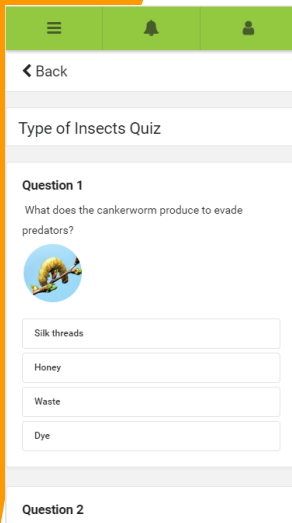 Back
Type of Insects Quiz
Question 1
What does the cankerworm produce to evade
predators?
Silk threads
Honey
Waste
Dye
Question 2